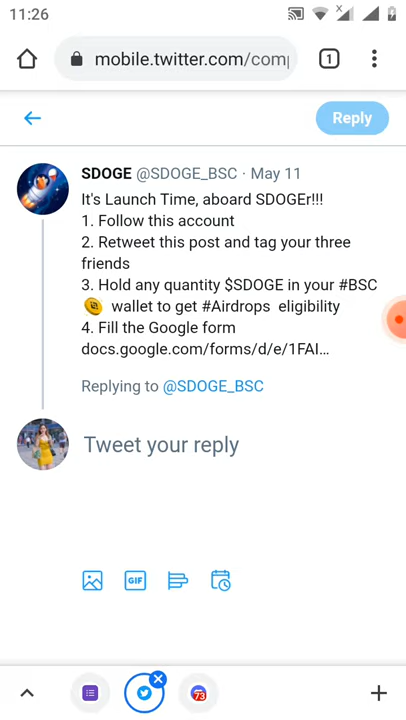 11:26
mobile.twitter.com/comp
1
Reply
SDOGE @SDOGE_BSC · May 11
It's Launch Time, aboard SDOGEr!!!
1. Follow this account
2. Retweet this post and tag your three
friends
3. Hold any quantity $SDOGE in your #BSC
wallet to get #Airdrops eligibility
4. Fill the Google form
docs.google.com/forms/d/e/1FAI…
Replying to @SDOGE_BSC
Tweet your reply
GIF
73